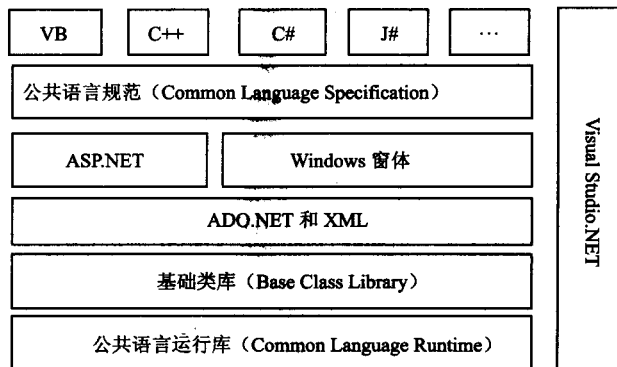 VB
C++
C#
J#
...
公共语言规范（Common Language Specification）
ASP.NET
Windows 窗体
ADO.NET 和 XML
基础类库（Base Class Library）
公共语言运行库（Common Language Runtime）
Visual Studio.NET